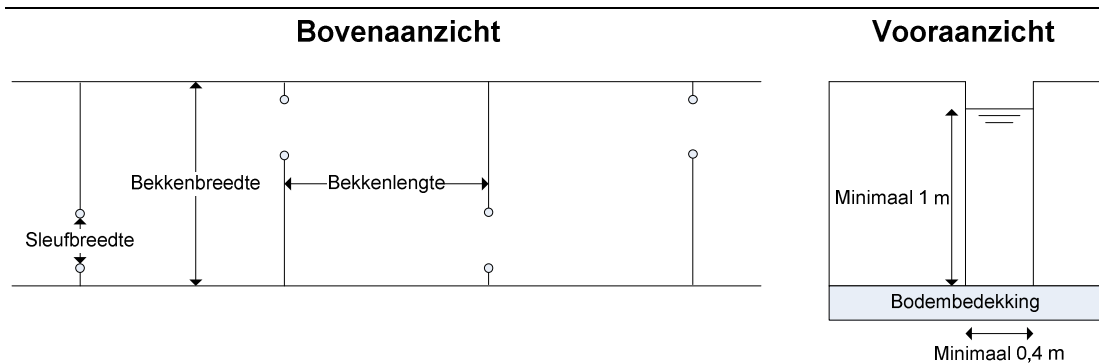 Bovenaanzicht
Vooraanzicht
Bekkenbreedte
Bekkenlengte
Sleufbreedte
Minimaal 1 m
Bodembedekking
Minimaal 0,4 m